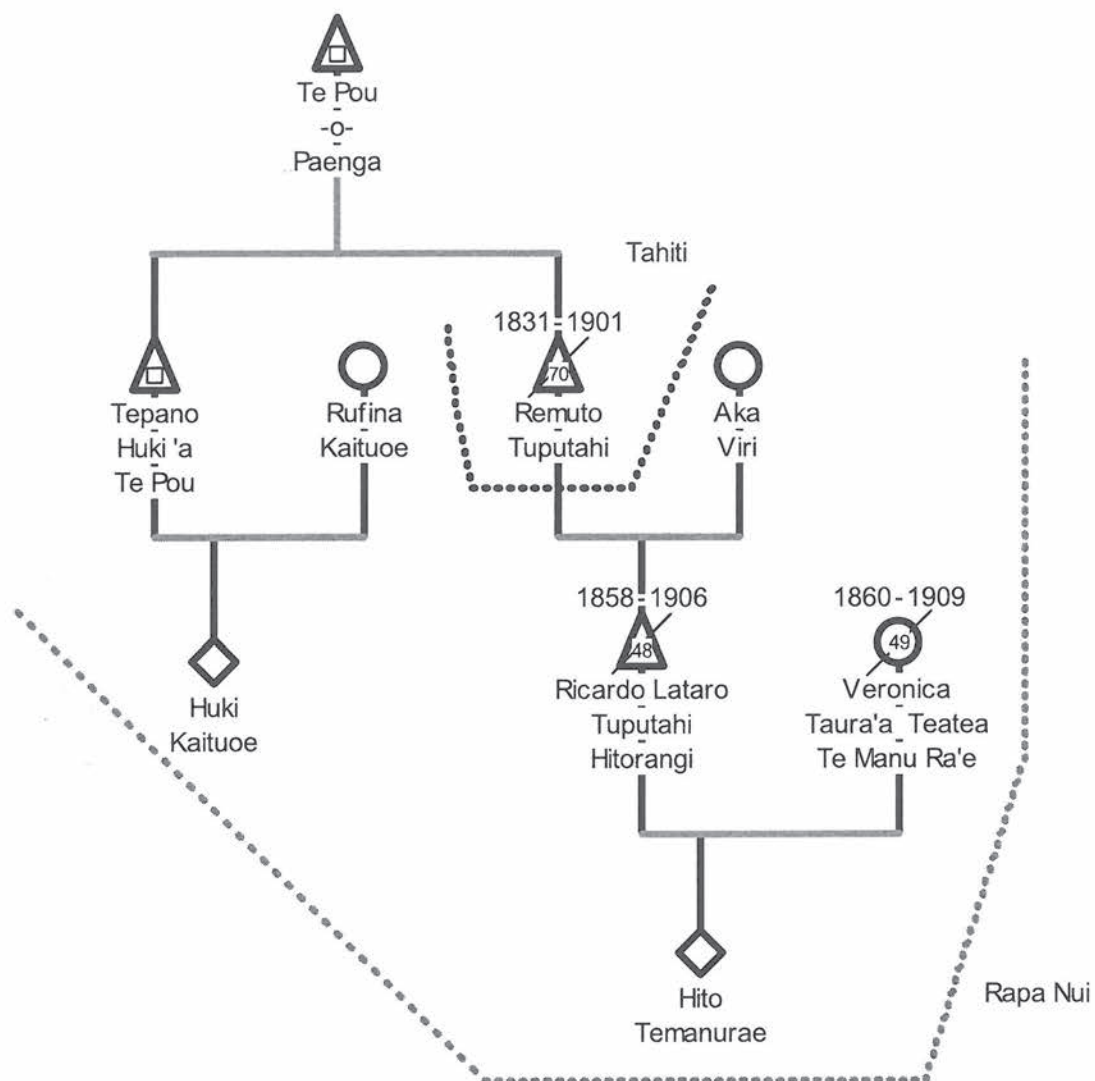 Te Pou
-o-
Paenga
Tahiti
1831 - 1901
70
Tepano
Huki 'a
Te Pou
Rufina
Kaituoe
Remuto
Tuputahi
Aka
Viri
1858 - 1906
48
1860 - 1909
49
Huki
Kaituoe
Ricardo Lataro
Tuputahi
Hitorangi
Veronica
Taura'a Teatea
Te Manu Ra'e
Hito
Temanurae
Rapa Nui